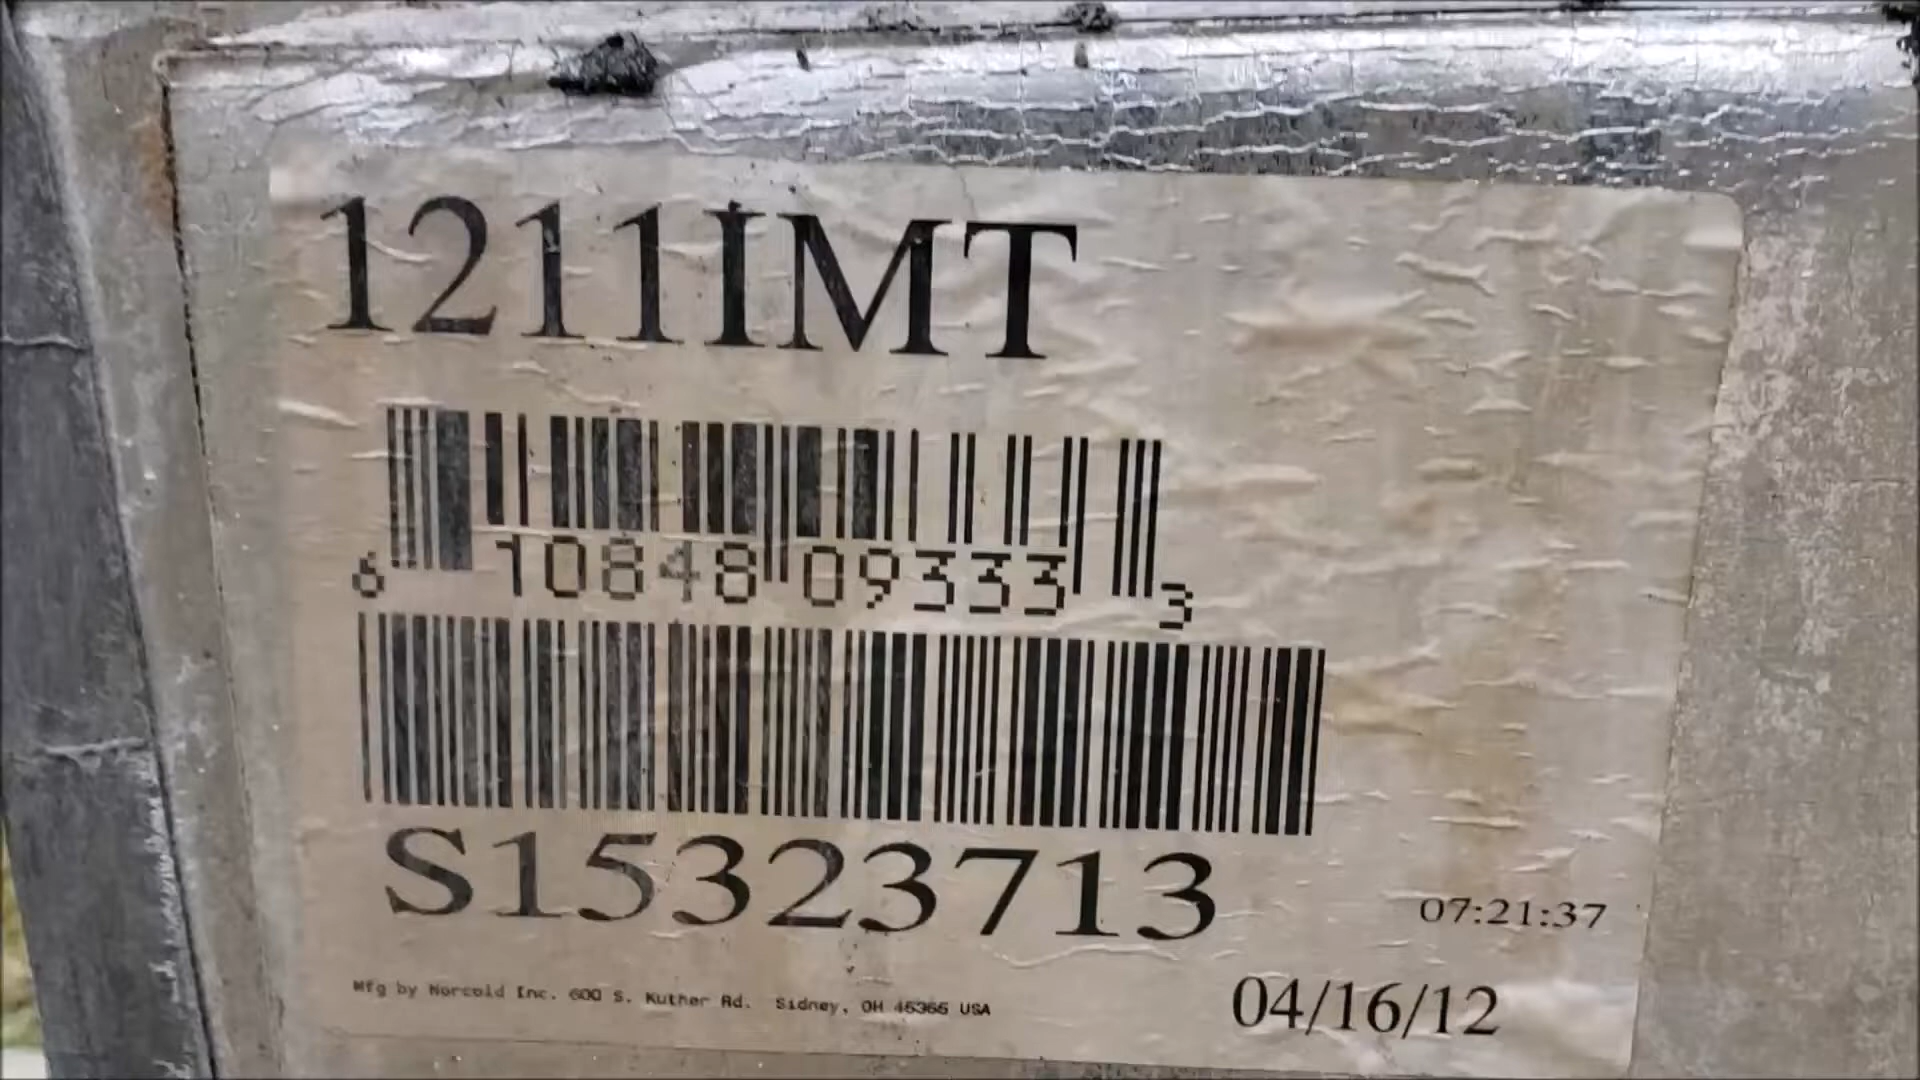 1211IMT
6 10848 09333 3
S15323713
07:21:37
Mfg by Norcold Inc. 600 S. Kuther Rd. Sidney, OH 45365 USA
04/16/12